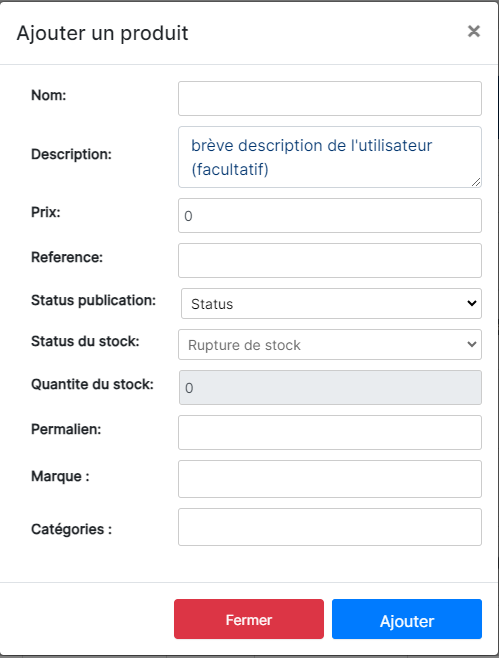 Ajouter un produit ×
Nom:
Description: brève description de l'utilisateur
(facultatif)
Prix: 0
Reference:
Status publication: Status
Status du stock: Rupture de stock
Quantite du stock: 0
Permalien:
Marque :
Catégories :
Fermer Ajouter